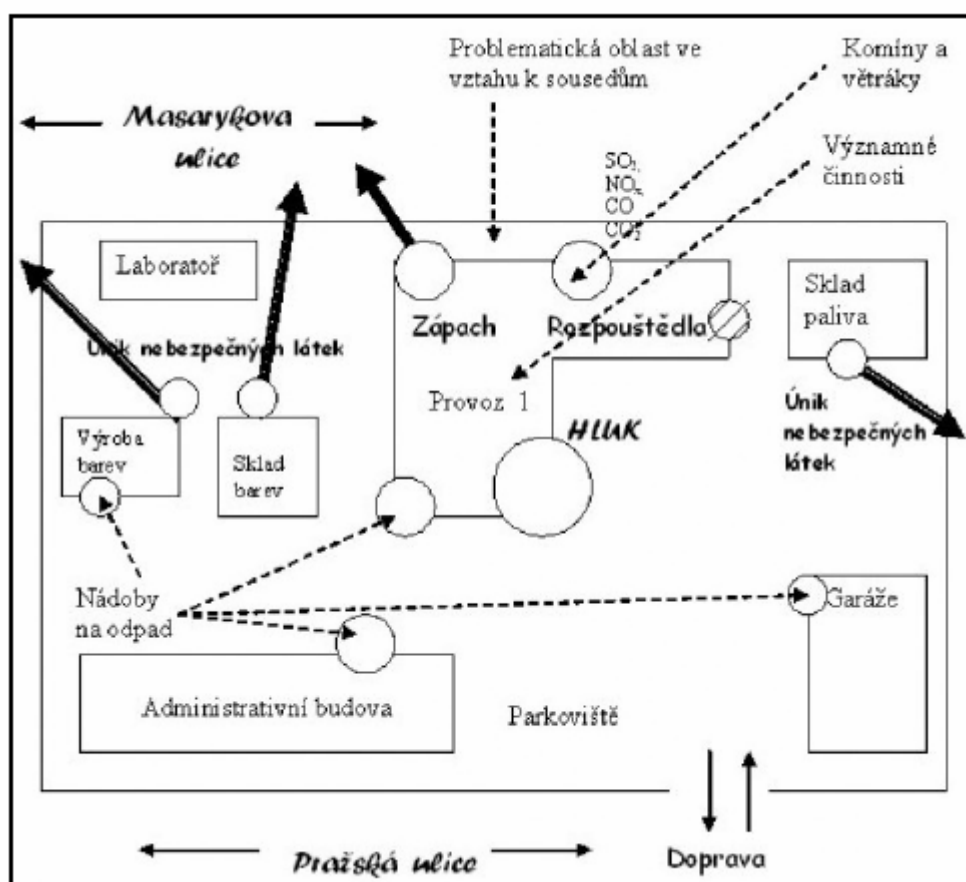 Problematická oblast ve
vztahu k sousedům
Komíny a
větráky
Masarykova
ulice
Významné
činnosti
SO2,
NOx,
CO
CO2
Laboratoř
Sklad
paliva
Zápach
Rozpouštědla
Únik nebezpečných látek
Provoz 1
HLUK
Únik
nebezpečných
látek
Výroba
barev
Sklad
barev
Nádoby
na odpad
Garáže
Administrativní budova
Parkoviště
Pražská ulice
Doprava